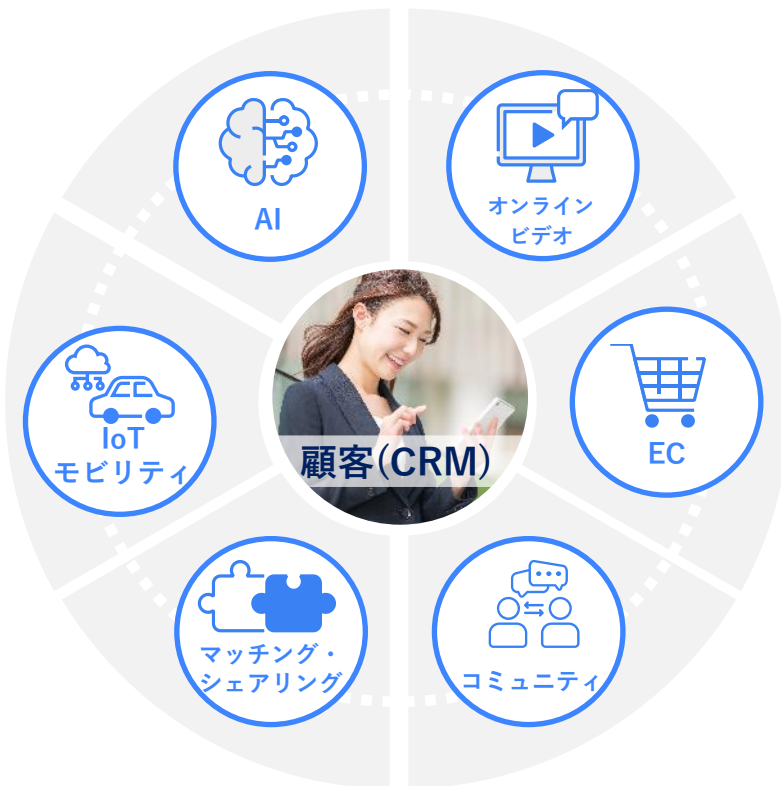 AI
オンライン
ビデオ
IoT
モビリティ
顧客(CRM)
EC
マッチング・
シェアリング
コミュニティ